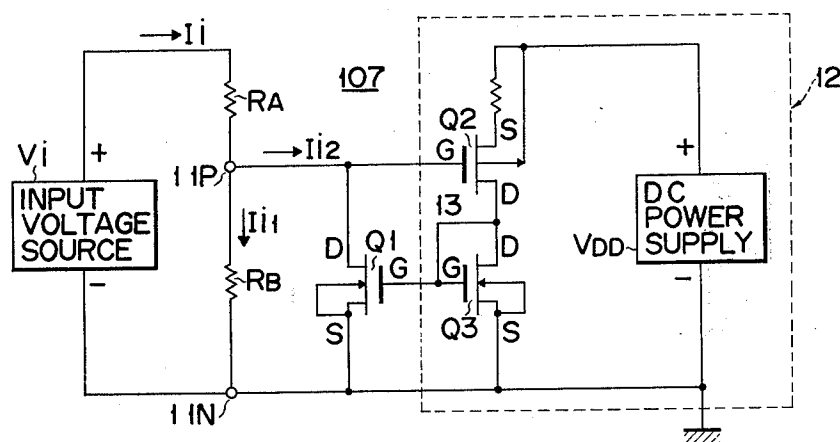 Ii
107
12
RA
Q2
S
G
Vi
+
Ii2
+
11P
INPUT
VOLTAGE
SOURCE
D
DC
POWER
SUPPLY
13
Ii1
D
Q1
G
G
D
VDD
−
RB
−
Q3
S
S
11N